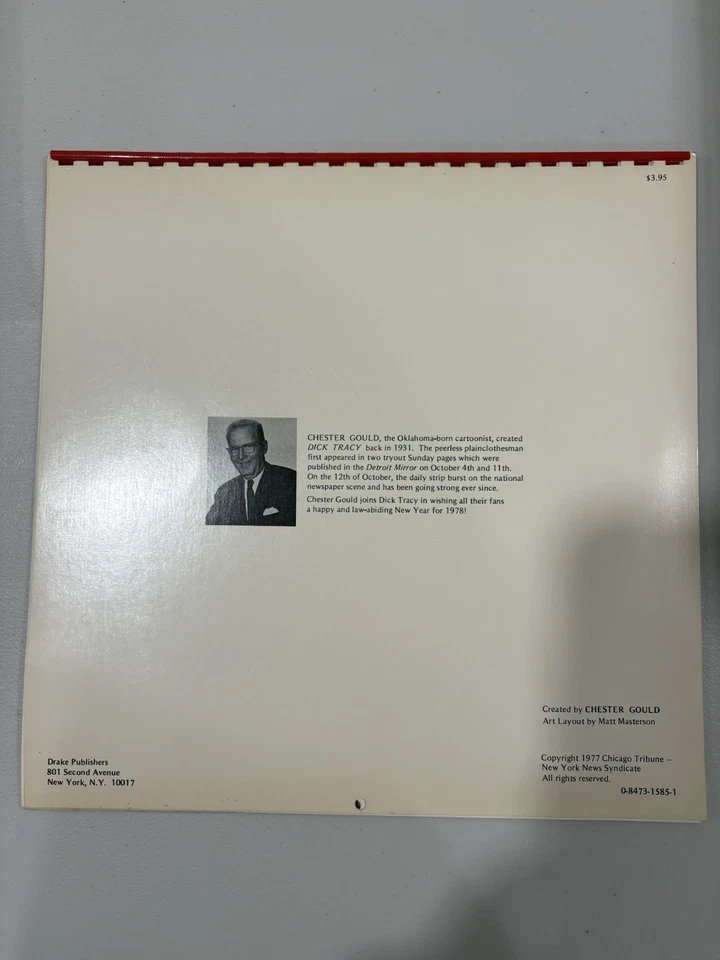 $3.95
CHESTER GOULD, the Oklahoma-born cartoonist, created
DICK TRACY back in 1931. The peerless plainclothesman
first appeared in two tryout Sunday pages which were
published in the Detroit Mirror on October 4th and 11th.
On the 12th of October, the daily strip burst on the national
newspaper scene and has been going strong ever since.
Chester Gould joins Dick Tracy in wishing all their fans
a happy and law-abiding New Year for 1978!
Created by CHESTER GOULD
Art Layout by Matt Masterson
Drake Publishers
801 Second Avenue
New York, N.Y. 10017
Copyright 1977 Chicago Tribune —
New York News Syndicate
All rights reserved.
0-8473-1585-1